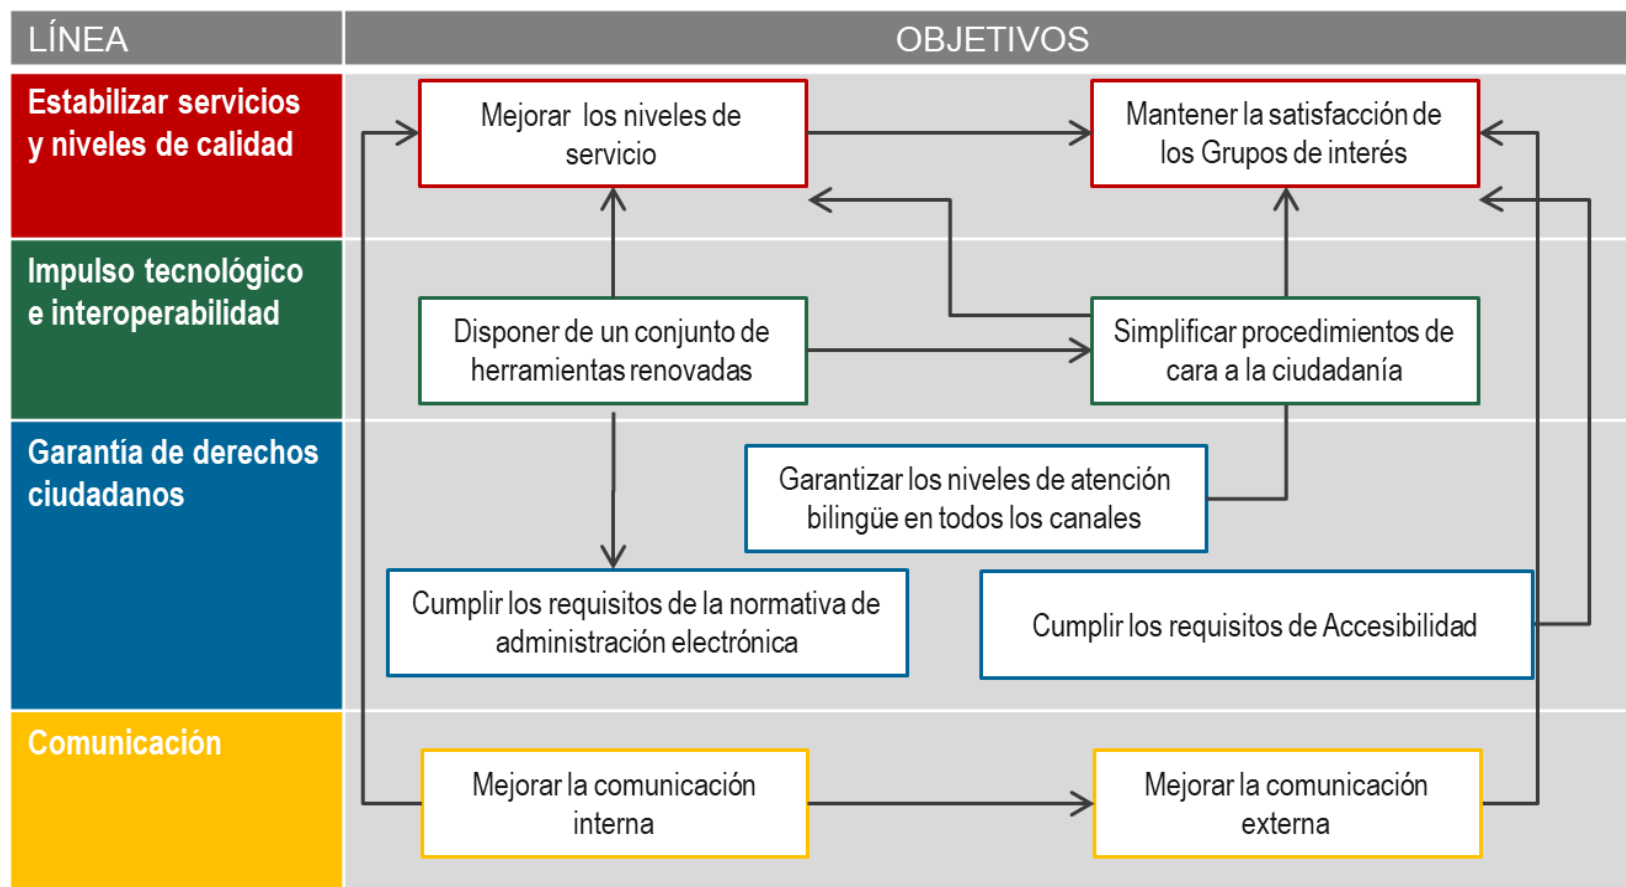 LÍNEA
OBJETIVOS
Estabilizar servicios
y niveles de calidad
Mejorar los niveles de
servicio
Mantener la satisfacción de
los Grupos de interés
Impulso tecnológico
e interoperabilidad
Disponer de un conjunto de
herramientas renovadas
Simplificar procedimientos de
cara a la ciudadanía
Garantía de derechos
ciudadanos
Garantizar los niveles de atención
bilingüe en todos los canales
Cumplir los requisitos de la normativa de
administración electrónica
Cumplir los requisitos de Accesibilidad
Comunicación
Mejorar la comunicación
interna
Mejorar la comunicación
externa